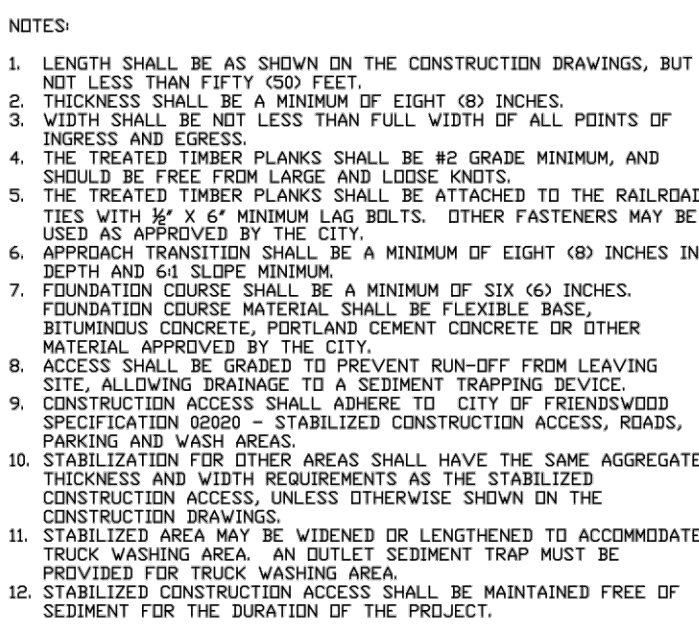 NOTES:
1. LENGTH SHALL BE AS SHOWN ON THE CONSTRUCTION DRAWINGS, BUT
NOT LESS THAN FIFTY (50) FEET.
2. THICKNESS SHALL BE A MINIMUM OF EIGHT (8) INCHES.
3. WIDTH SHALL BE NOT LESS THAN FULL WIDTH OF ALL POINTS OF
INGRESS AND EGRESS.
4. THE TREATED TIMBER PLANKS SHALL BE #2 GRADE MINIMUM, AND
SHOULD BE FREE FROM LARGE AND LOOSE KNOTS.
5. THE TREATED TIMBER PLANKS SHALL BE ATTACHED TO THE RAILROAD
TIES WITH ½" X 6" MINIMUM LAG BOLTS. OTHER FASTENERS MAY BE
USED AS APPROVED BY THE CITY.
6. APPROACH TRANSITION SHALL BE A MINIMUM OF EIGHT (8) INCHES IN
DEPTH AND 6:1 SLOPE MINIMUM.
7. FOUNDATION COURSE SHALL BE A MINIMUM OF SIX (6) INCHES.
FOUNDATION COURSE MATERIAL SHALL BE FLEXIBLE BASE,
BITUMINOUS CONCRETE, PORTLAND CEMENT CONCRETE OR OTHER
MATERIAL APPROVED BY THE CITY.
8. ACCESS SHALL BE GRADED TO PREVENT RUN-OFF FROM LEAVING
SITE, ALLOWING DRAINAGE TO A SEDIMENT TRAPPING DEVICE.
9. CONSTRUCTION ACCESS SHALL ADHERE TO CITY OF FRIENDSWOOD
SPECIFICATION 02020 - STABILIZED CONSTRUCTION ACCESS, ROADS,
PARKING AND WASH AREAS.
10. STABILIZATION FOR OTHER AREAS SHALL HAVE THE SAME AGGREGATE
THICKNESS AND WIDTH REQUIREMENTS AS THE STABILIZED
CONSTRUCTION ACCESS, UNLESS OTHERWISE SHOWN ON THE
CONSTRUCTION DRAWINGS.
11. STABILIZED AREA MAY BE WIDENED OR LENGTHENED TO ACCOMMODATE
TRUCK WASHING AREA. AN OUTLET SEDIMENT TRAP MUST BE
PROVIDED FOR TRUCK WASHING AREA.
12. STABILIZED CONSTRUCTION ACCESS SHALL BE MAINTAINED FREE OF
SEDIMENT FOR THE DURATION OF THE PROJECT.